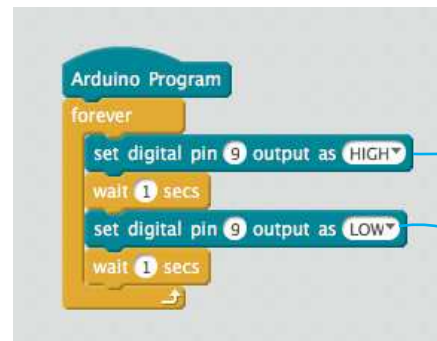 Arduino Program
forever
set digital pin 9 output as HIGH
wait 1 secs
set digital pin 9 output as LOW
wait 1 secs